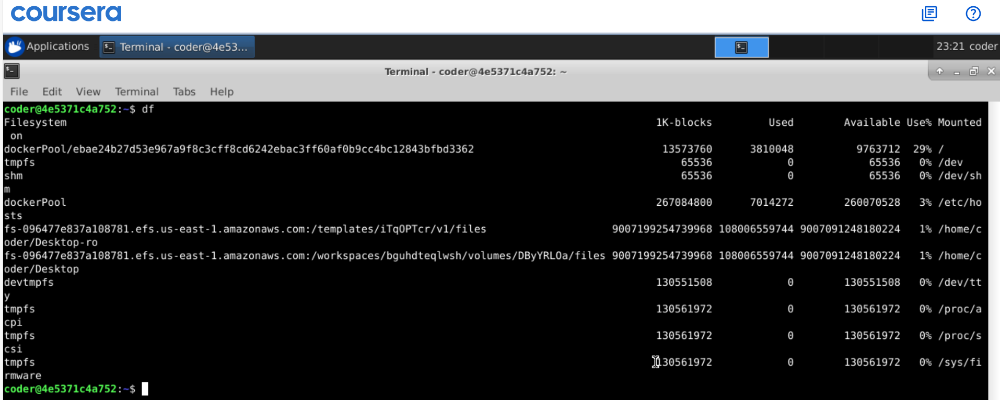 coursera
Applications Terminal - coder@4e53... 23:21 coder
Terminal - coder@4e5371c4a752: ~
File Edit View Terminal Tabs Help
coder@4e5371c4a752:~$ df
Filesystem 1K-blocks Used Available Use% Mounted
on
dockerPool/ebae24b27d53e967a9f8c3cff8cd6242ebac3ff60af0b9cc4bc12843bfbd3362 13573760 3810048 9763712 29% /
tmpfs 65536 0 65536 0% /dev
shm 65536 0 65536 0% /dev/sh
m
dockerPool 267084800 7014272 260070528 3% /etc/ho
sts
fs-096477e837a108781.efs.us-east-1.amazonaws.com:/templates/iTqOPTcr/v1/files 9007199254739968 108006559744 9007091248180224 1% /home/c
oder/Desktop-ro
fs-096477e837a108781.efs.us-east-1.amazonaws.com:/workspaces/bguhdteqlwsh/volumes/DByYRLOa/files 9007199254739968 108006559744 9007091248180224 1% /home/c
oder/Desktop
devtmpfs 130551508 0 130551508 0% /dev/tt
y
tmpfs 130561972 0 130561972 0% /proc/a
cpi
tmpfs 130561972 0 130561972 0% /proc/s
csi
tmpfs 130561972 0 130561972 0% /sys/fi
rmware
coder@4e5371c4a752:~$